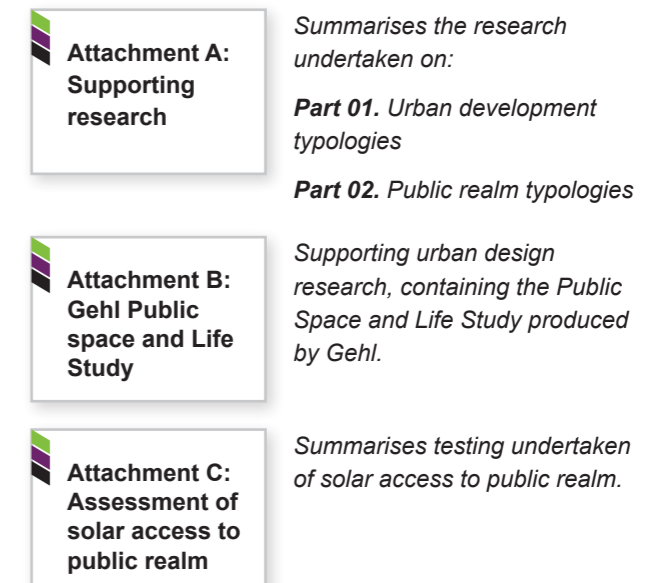 Attachment A:
Supporting
research
Summarises the research
undertaken on:
Part 01. Urban development
typologies
Part 02. Public realm typologies
Attachment B:
Gehl Public
space and Life
Study
Supporting urban design
research, containing the Public
Space and Life Study produced
by Gehl.
Attachment C:
Assessment of
solar access to
public realm
Summarises testing undertaken
of solar access to public realm.